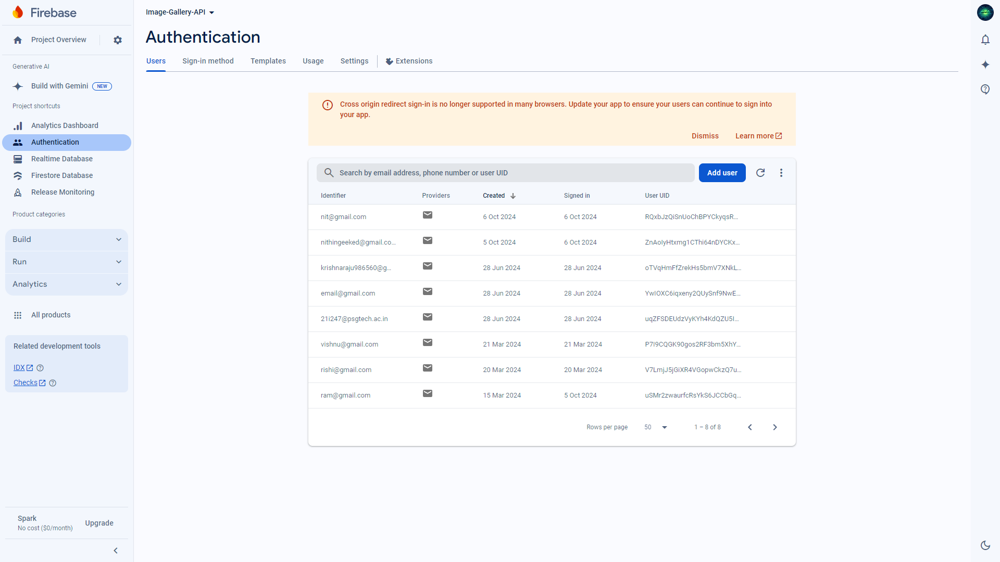 Firebase
Project Overview
Generative AI
Build with Gemini NEW
Project shortcuts
Analytics Dashboard
Authentication
Realtime Database
Firestore Database
Release Monitoring
Product categories
Build
Run
Analytics
All products
Related development tools
IDX
Checks
Spark
No cost ($0/month)
Upgrade
Image-Gallery-API
Authentication
Users Sign-in method Templates Usage Settings Extensions
Cross origin redirect sign-in is no longer supported in many browsers. Update your app to ensure your users can continue to sign into
your app.
Dismiss Learn more
Search by email address, phone number or user UID Add user
Identifier Providers Created Signed in User UID
nit@gmail.com 6 Oct 2024 6 Oct 2024 RQxbJzQiSnUoChBPYCkyqsR...
nithingeeked@gmail.co... 5 Oct 2024 6 Oct 2024 ZnAoIyHtxmg1CThi64nDYCKx...
krishnaraju986560@g... 28 Jun 2024 28 Jun 2024 oTVqHmFfZrekHs5bmV7XNkL...
email@gmail.com 28 Jun 2024 28 Jun 2024 YwIOXC6iqxeny2QUySnf9NwE...
21i247@psgtech.ac.in 28 Jun 2024 28 Jun 2024 uqZFSDEUdzVyKYh4KdQZU5I...
vishnu@gmail.com 21 Mar 2024 21 Mar 2024 P7I9CQGK90gos2RF3bm5XhY...
rishi@gmail.com 20 Mar 2024 20 Mar 2024 V7LmjJ5jGiXR4VGopwCkzQ7u...
ram@gmail.com 15 Mar 2024 5 Oct 2024 uSMr2zwaurfcRsYkS6JCCbGq...
Rows per page 50 1 – 8 of 8